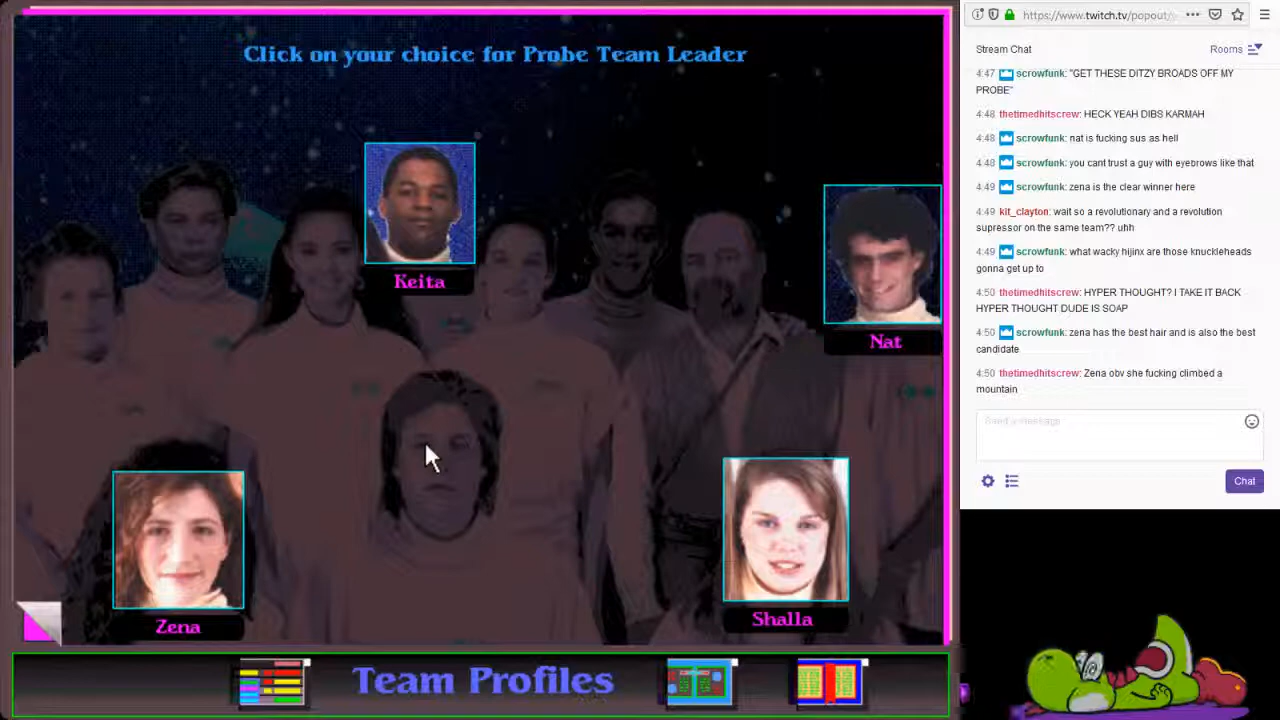 Click on your choice for Probe Team Leader
Keita
Nat
Zena
Shalla
Team Profiles
https://www.twitch.tv/popout/
Stream Chat
Rooms
4:47 scrowfunk: "GET THESE DITZY BROADS OFF MY
PROBE"
4:48 thetimedhitscrew: HECK YEAH DIBS KARMAH
4:48 scrowfunk: nat is fucking sus as hell
4:48 scrowfunk: you cant trust a guy with eyebrows like that
4:49 scrowfunk: zena is the clear winner here
4:49 kit_clayton: wait so a revolutionary and a revolution
supressor on the same team?? uhh
4:49 scrowfunk: what wacky hijinx are those knuckleheads
gonna get up to
4:50 thetimedhitscrew: HYPER THOUGHT? I TAKE IT BACK
HYPER THOUGHT DUDE IS SOAP
4:50 scrowfunk: zena has the best hair and is also the best
candidate
4:50 thetimedhitscrew: Zena obv she fucking climbed a
mountain
Send a message
Chat